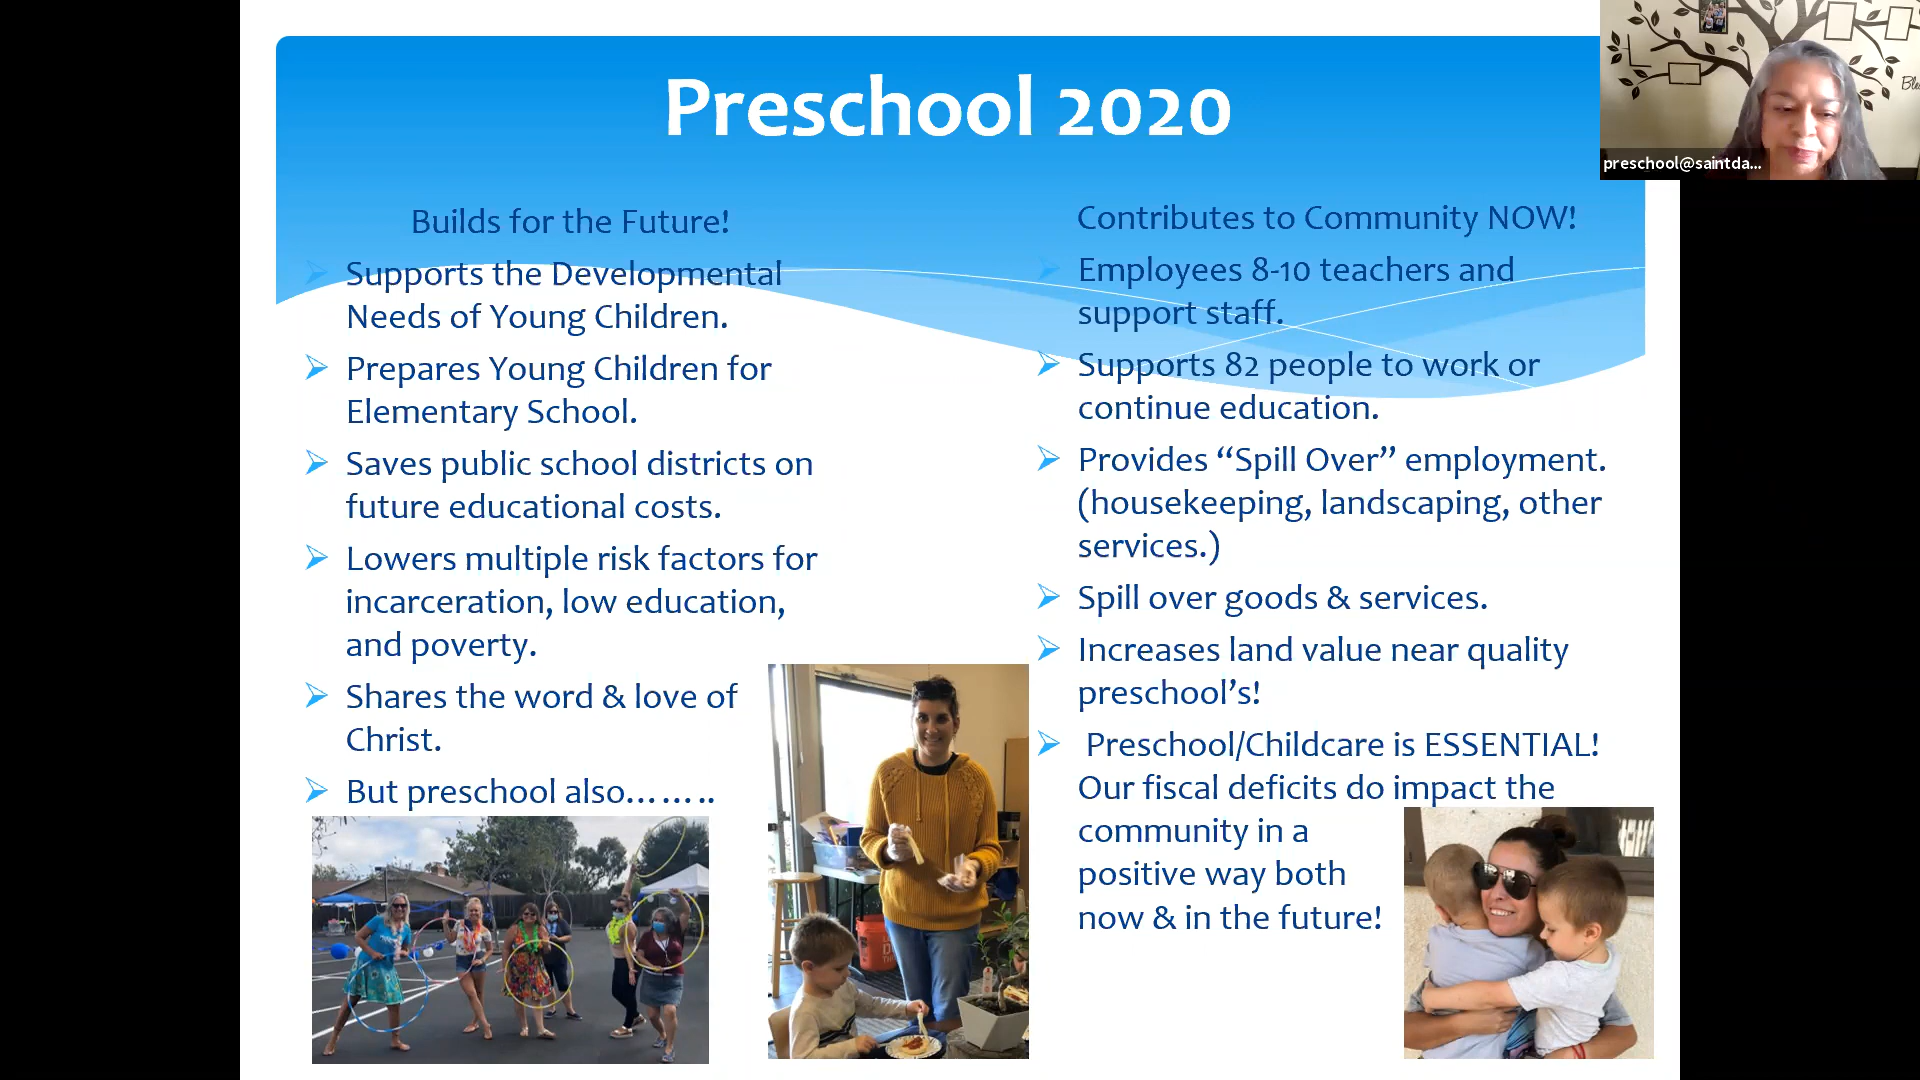 Preschool 2020
Builds for the Future!
Supports the Developmental
Needs of Young Children.
Prepares Young Children for
Elementary School.
Saves public school districts on
future educational costs.
Lowers multiple risk factors for
incarceration, low education,
and poverty.
Shares the word & love of
Christ.
But preschool also……..
Contributes to Community NOW!
Employees 8-10 teachers and
support staff.
Supports 82 people to work or
continue education.
Provides “Spill Over” employment.
(housekeeping, landscaping, other
services.)
Spill over goods & services.
Increases land value near quality
preschool’s!
Preschool/Childcare is ESSENTIAL!
Our fiscal deficits do impact the
community in a
positive way both
now & in the future!
preschool@saintda...